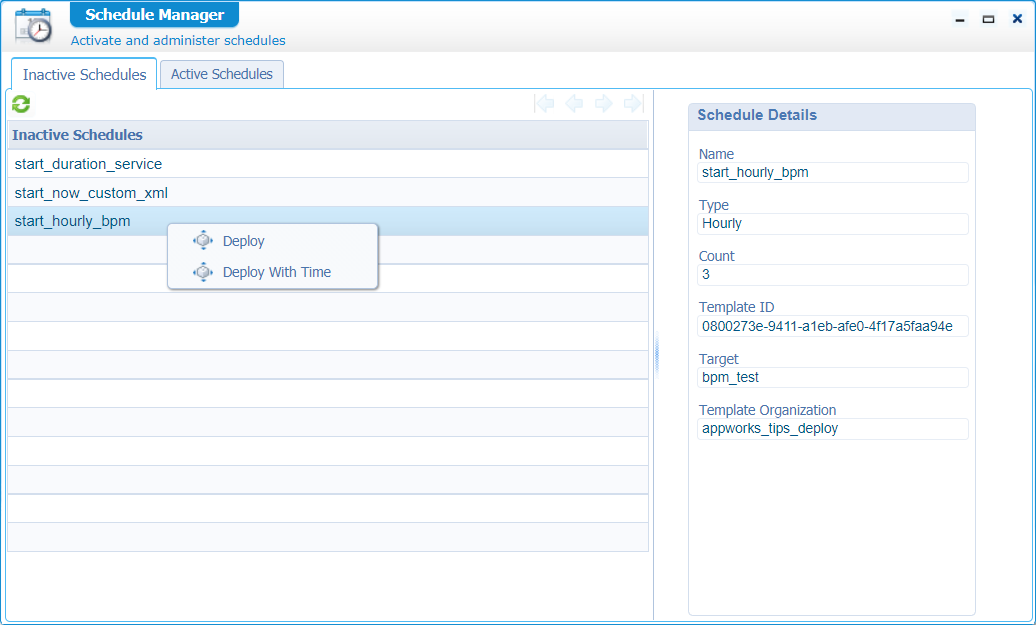 Schedule Manager
Activate and administer schedules
Inactive Schedules
Active Schedules
Inactive Schedules
start_duration_service
start_now_custom_xml
start_hourly_bpm
Deploy
Deploy With Time
Schedule Details
Name
start_hourly_bpm
Type
Hourly
Count
3
Template ID
0800273e-9411-a1eb-afe0-4f17a5faa94e
Target
bpm_test
Template Organization
appworks_tips_deploy